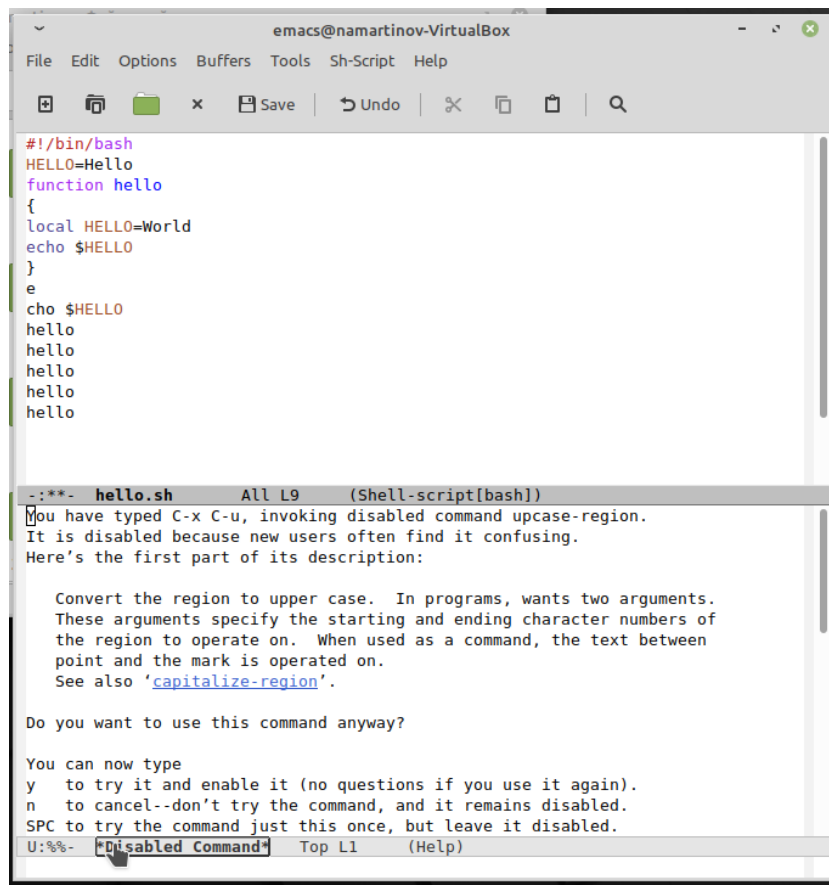 emacs@namartinov-VirtualBox
File Edit Options Buffers Tools Sh-Script Help
Save Undo
#!/bin/bash
HELLO=Hello
function hello
{
local HELLO=World
echo $HELLO
}
e
cho $HELLO
hello
hello
hello
hello
hello
-:**-  hello.sh       All L9     (Shell-script[bash])
You have typed C-x C-u, invoking disabled command upcase-region.
It is disabled because new users often find it confusing.
Here’s the first part of its description:
Convert the region to upper case.  In programs, wants two arguments.
These arguments specify the starting and ending character numbers of
the region to operate on.  When used as a command, the text between
point and the mark is operated on.
See also ‘capitalize-region’.
Do you want to use this command anyway?
You can now type
y   to try it and enable it (no questions if you use it again).
n   to cancel--don’t try the command, and it remains disabled.
SPC to try the command just this once, but leave it disabled.
U:%%-  *Disabled Command*   Top L1     (Help)